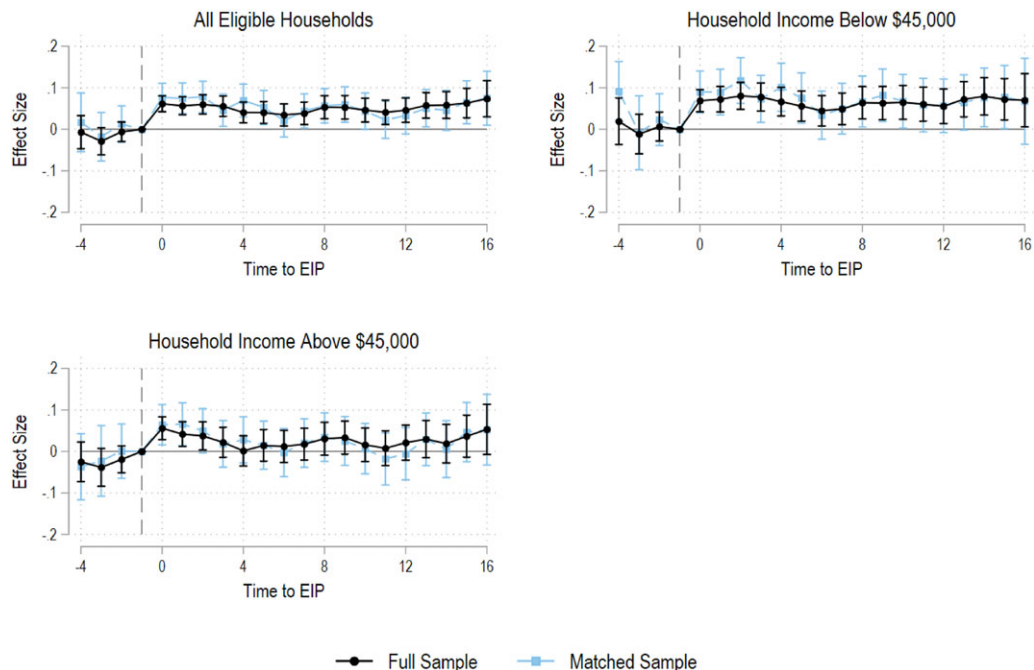 All Eligible Households
Household Income Below $45,000
.2
.1
0
-.1
-.2
Effect Size
-4 0 4 8 12 16
Time to EIP
.2
.1
0
-.1
-.2
Effect Size
-4 0 4 8 12 16
Time to EIP
Household Income Above $45,000
.2
.1
0
-.1
-.2
Effect Size
-4 0 4 8 12 16
Time to EIP
Full Sample Matched Sample